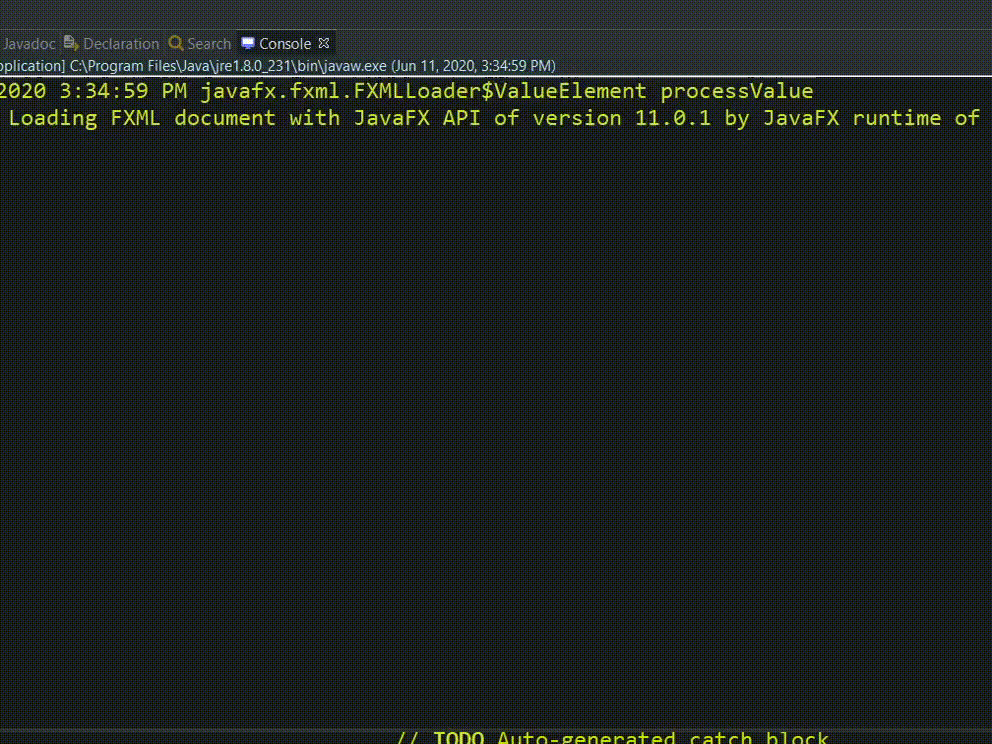 Javadoc Declaration Search Console
pplication] C:\Program Files\Java\jre1.8.0_231\bin\javaw.exe (Jun 11, 2020, 3:34:59 PM)
2020 3:34:59 PM javafx.fxml.FXMLLoader$ValueElement processValue
Loading FXML document with JavaFX API of version 11.0.1 by JavaFX runtime of
// TODO Auto-generated catch block